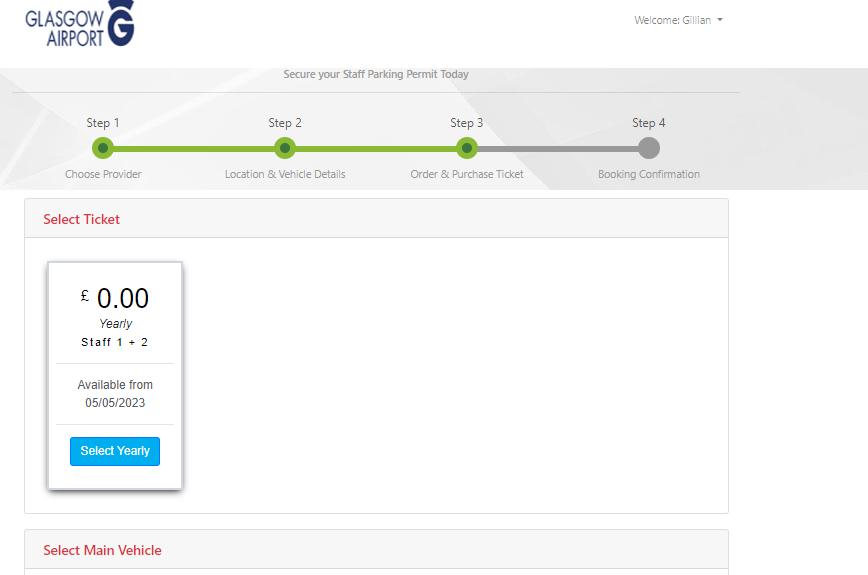 GLASGOW
AIRPORT
Welcome: Gillian
Secure your Staff Parking Permit Today
Step 1
Step 2
Step 3
Step 4
Choose Provider
Location & Vehicle Details
Order & Purchase Ticket
Booking Confirmation
Select Ticket
£ 0.00
Yearly
Staff 1 + 2
Available from
05/05/2023
Select Yearly
Select Main Vehicle